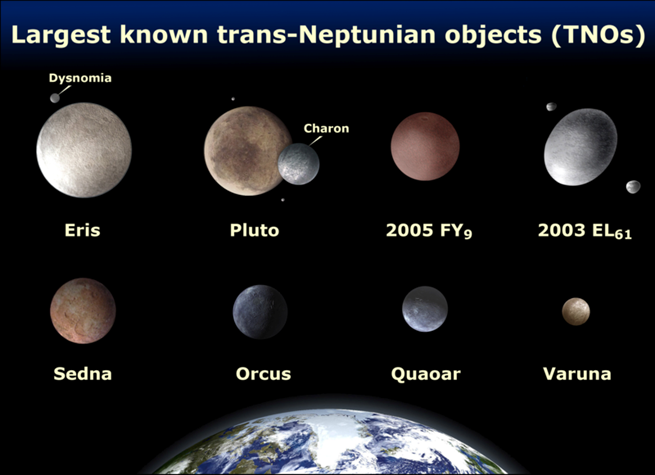 Largest known trans-Neptunian objects (TNOs)
Dysnomia
Charon
Eris
Pluto
2005 FY9
2003 EL61
Sedna
Orcus
Quaoar
Varuna